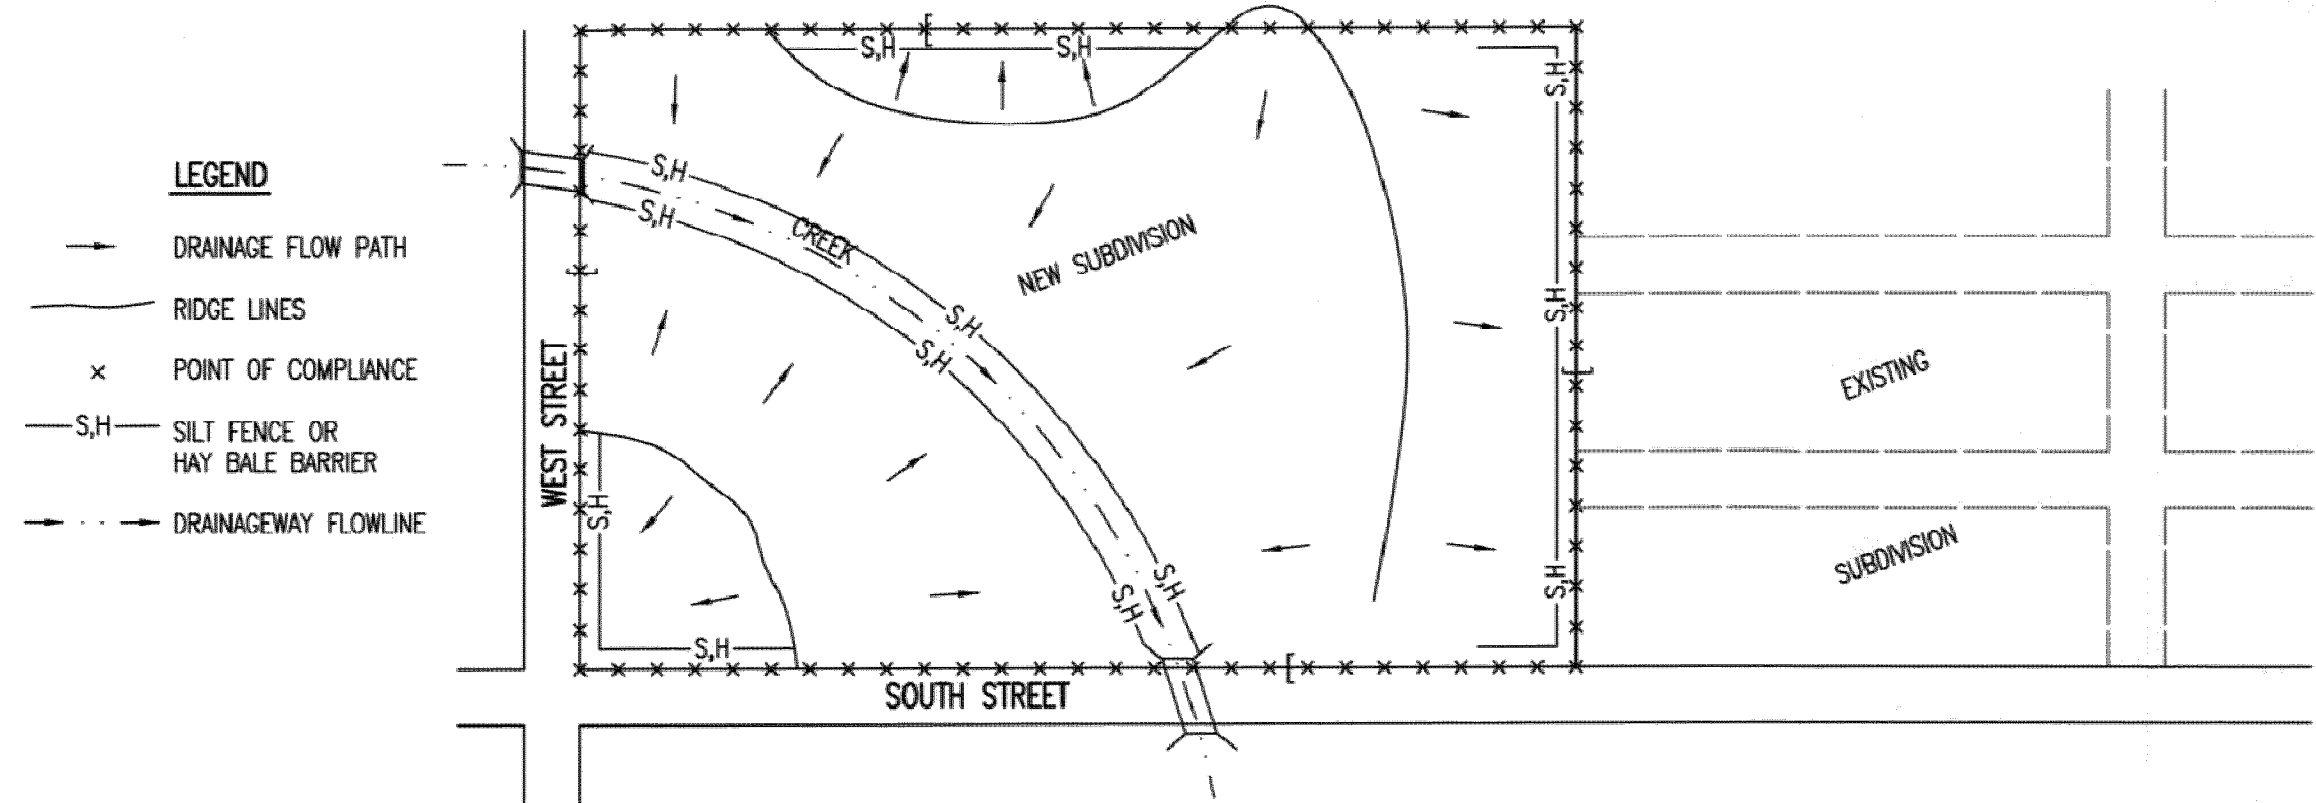 LEGEND
DRAINAGE FLOW PATH
RIDGE LINES
POINT OF COMPLIANCE
S,H
SILT FENCE OR
HAY BALE BARRIER
DRAINAGEWAY FLOWLINE
S,H
S,H
S,H
S,H
CREEK
NEW SUBDIVISION
S,H
S,H
S,H
S,H
WEST STREET
S,H
S,H
S,H
S,H
S,H
S,H
SOUTH STREET
EXISTING
SUBDIVISION